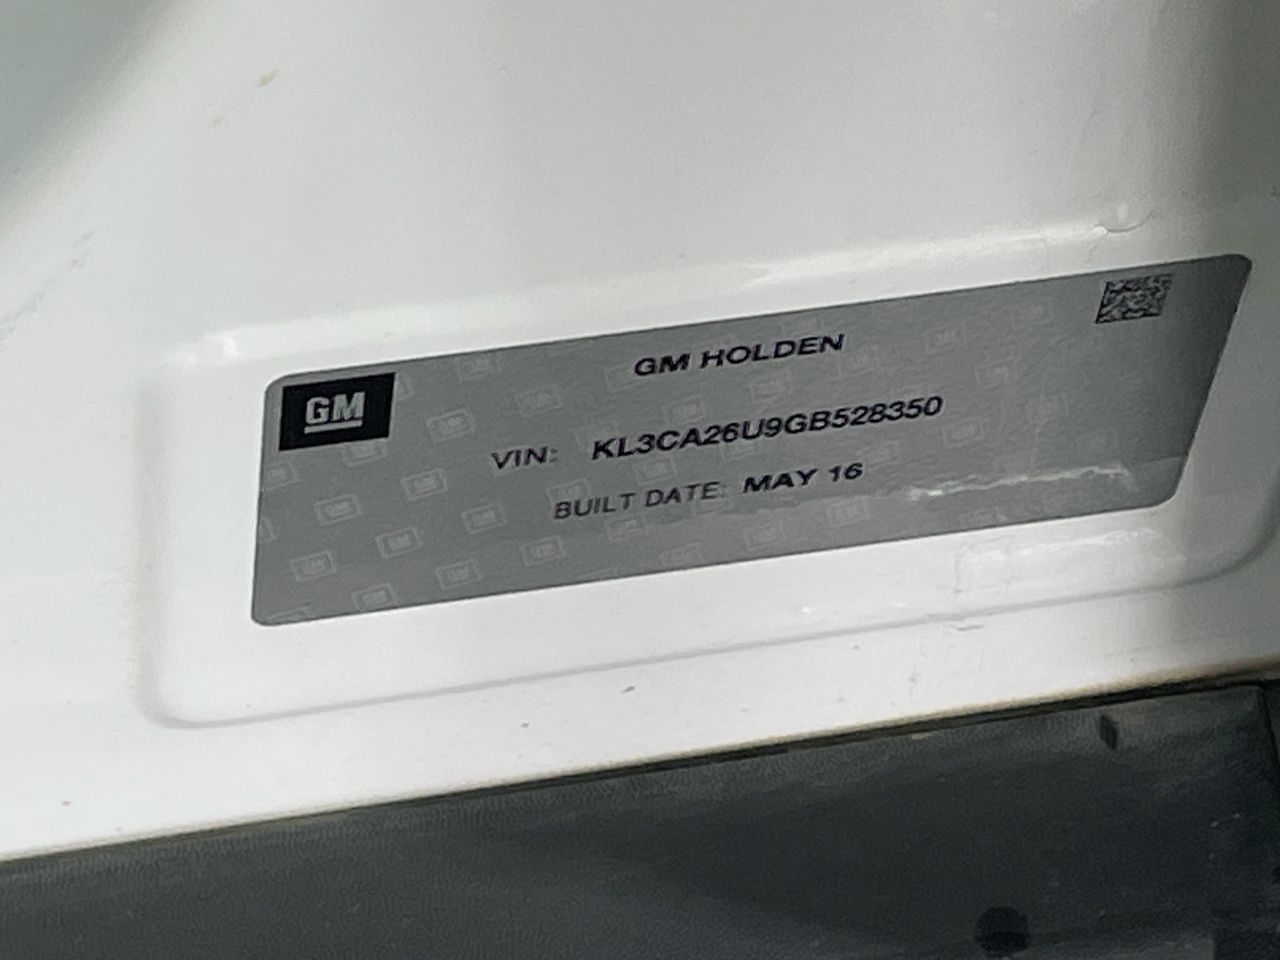 GM HOLDEN
GM
VIN: KL3CA26U9GB528350
BUILT DATE: MAY 16